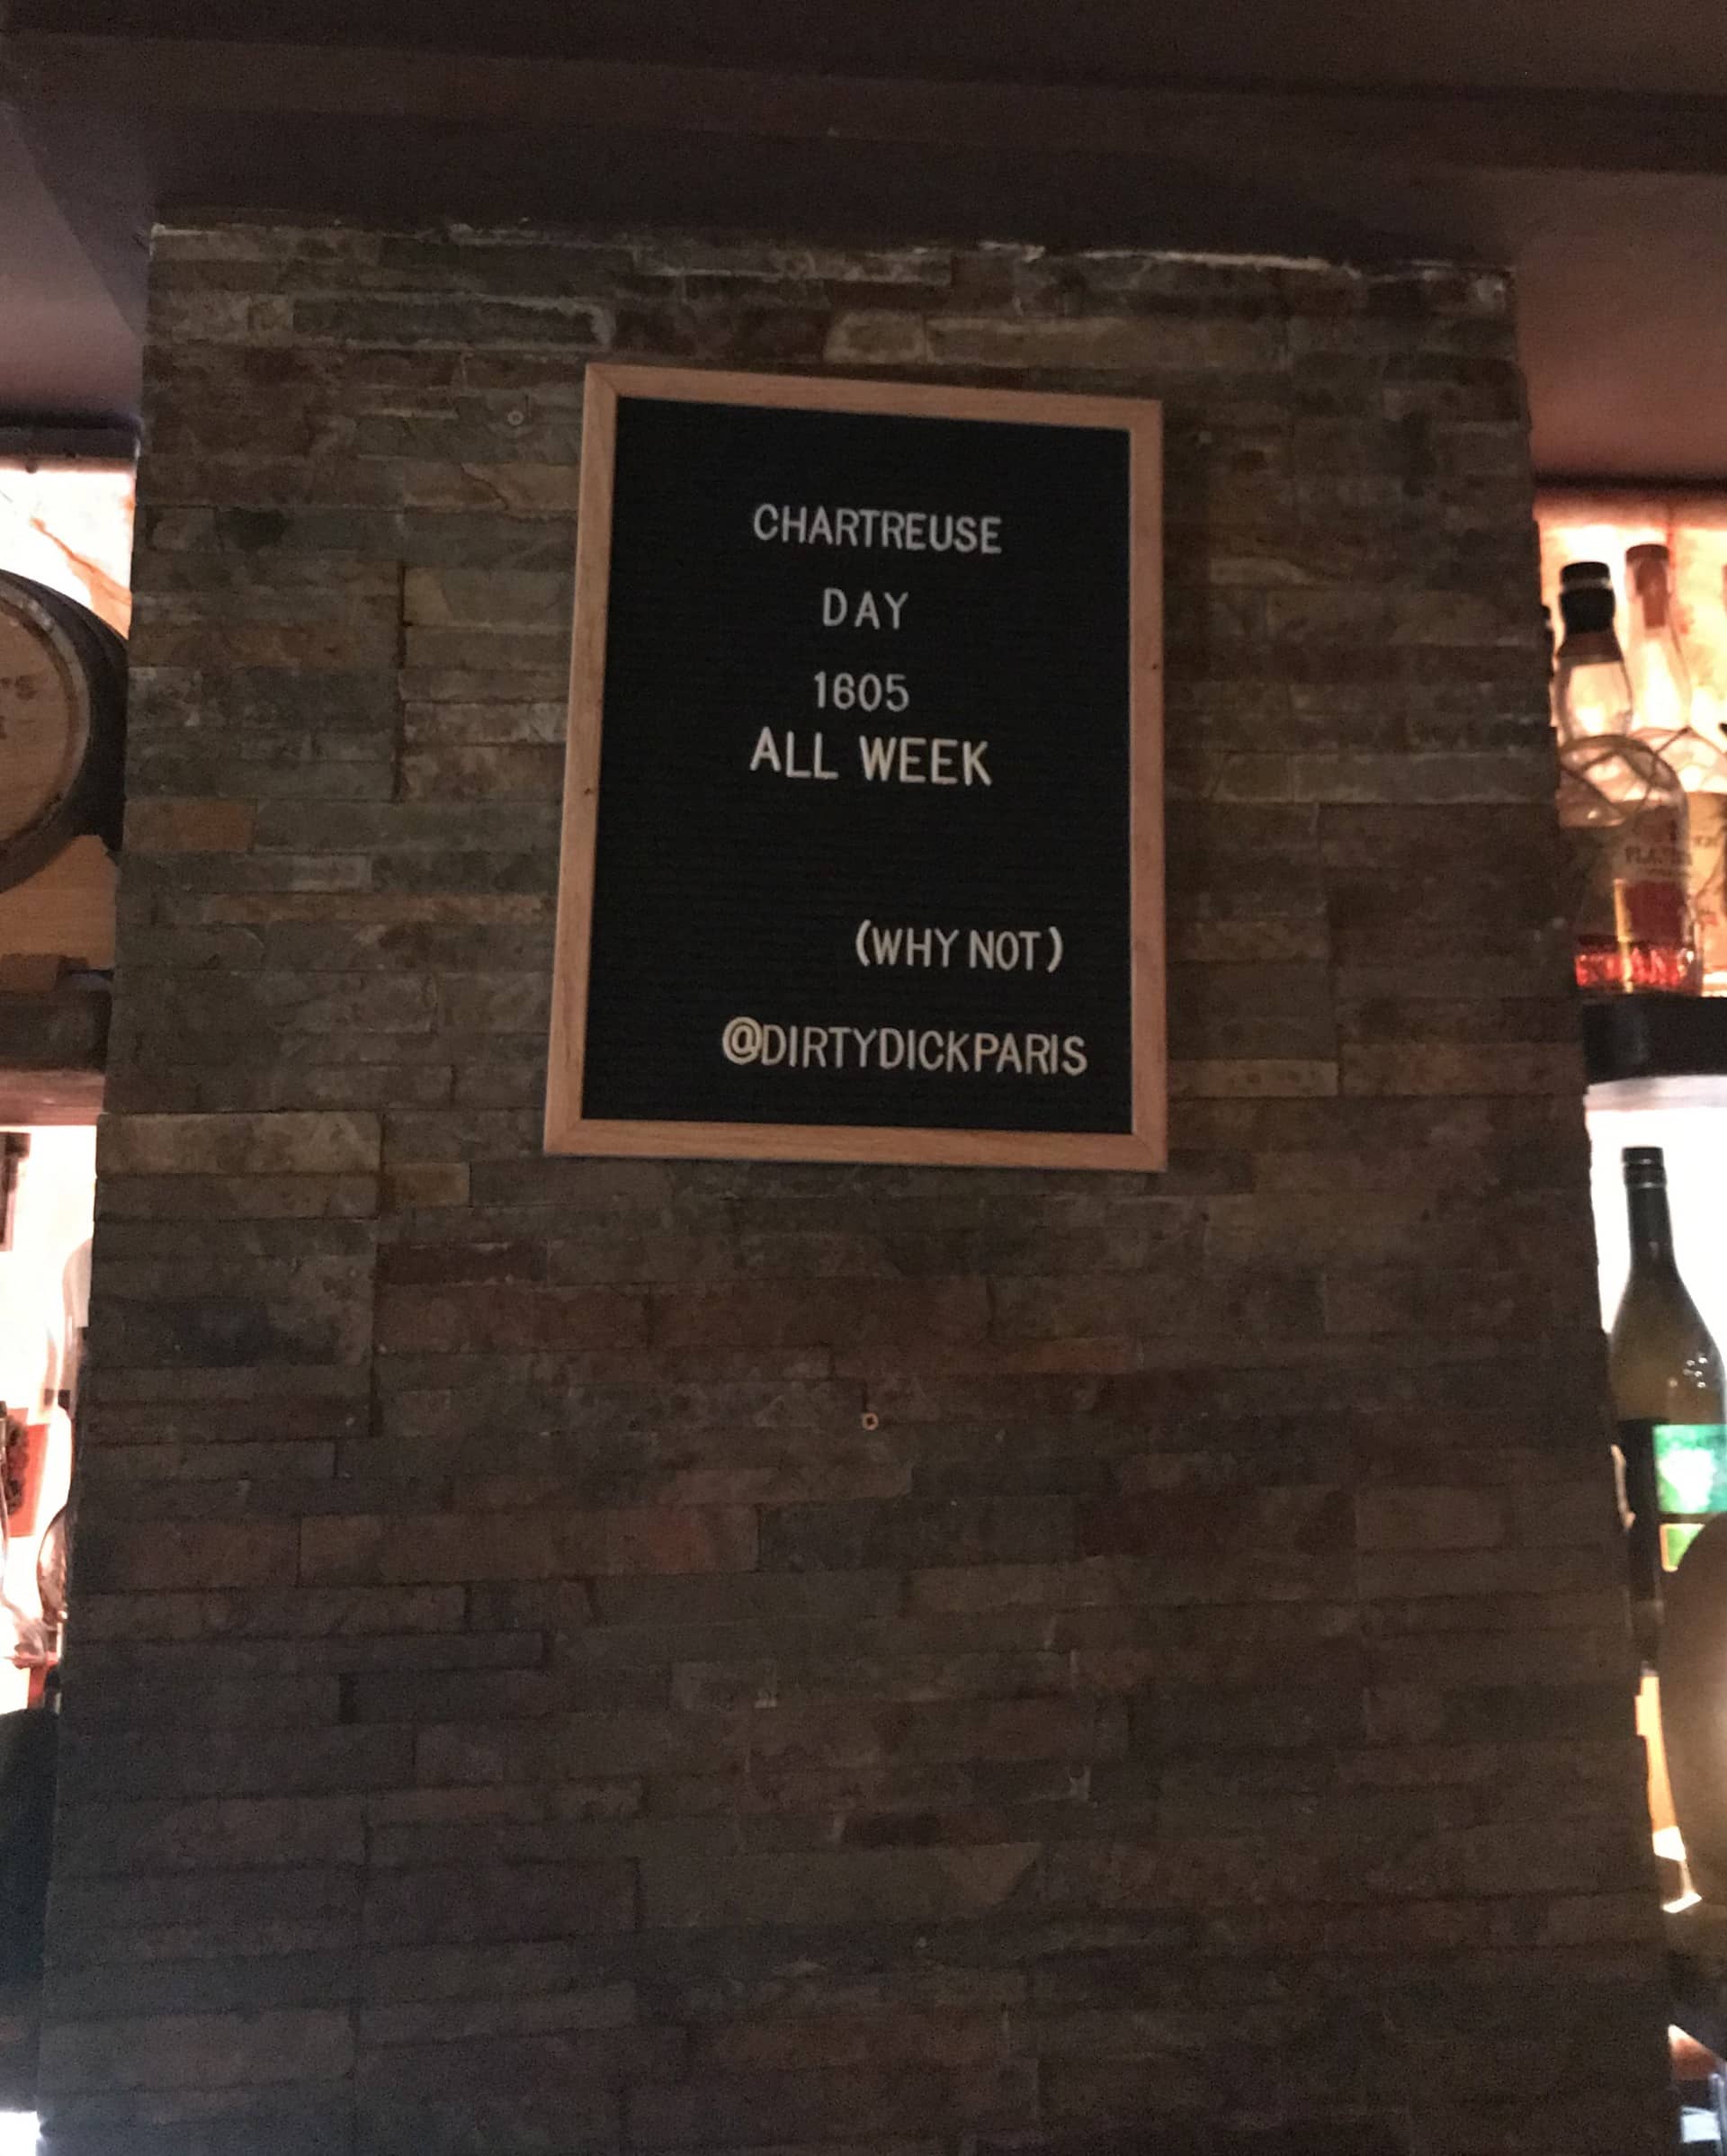 CHARTREUSE
DAY
1605
ALL WEEK
(WHY NOT)
@DIRTYDICKPARIS